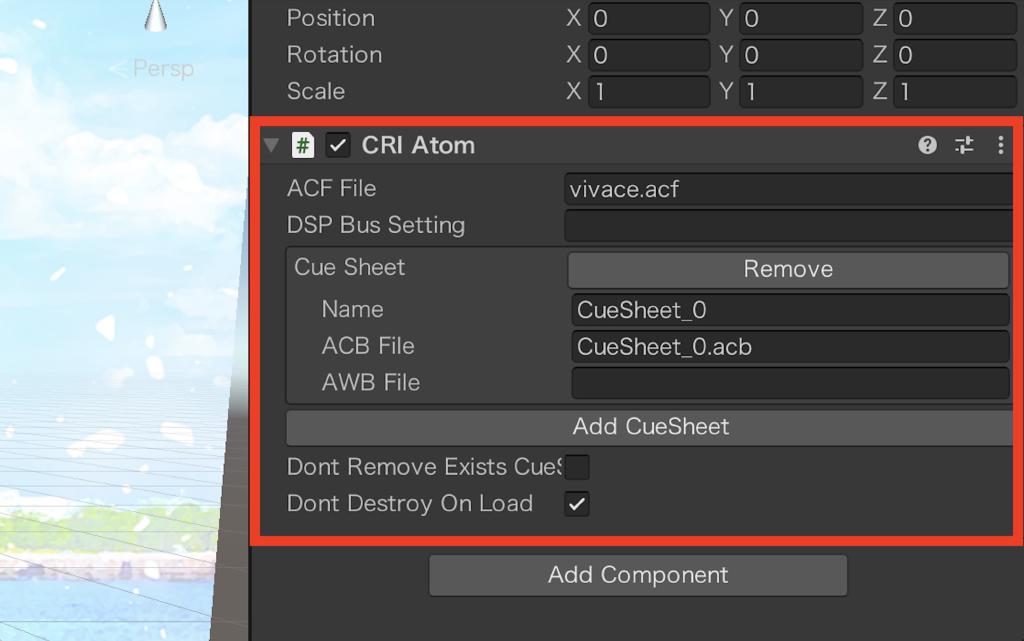 Position X 0 Y 0 Z 0
<Persp
Rotation X 0 Y 0 Z 0
Scale X 1 Y 1 Z 1
# CRI Atom
ACF File vivace.acf
DSP Bus Setting
Cue Sheet Remove
Name CueSheet_0
ACB File CueSheet_0.acb
AWB File
Add CueSheet
Dont Remove Exists Cue
Dont Destroy On Load
Add Component